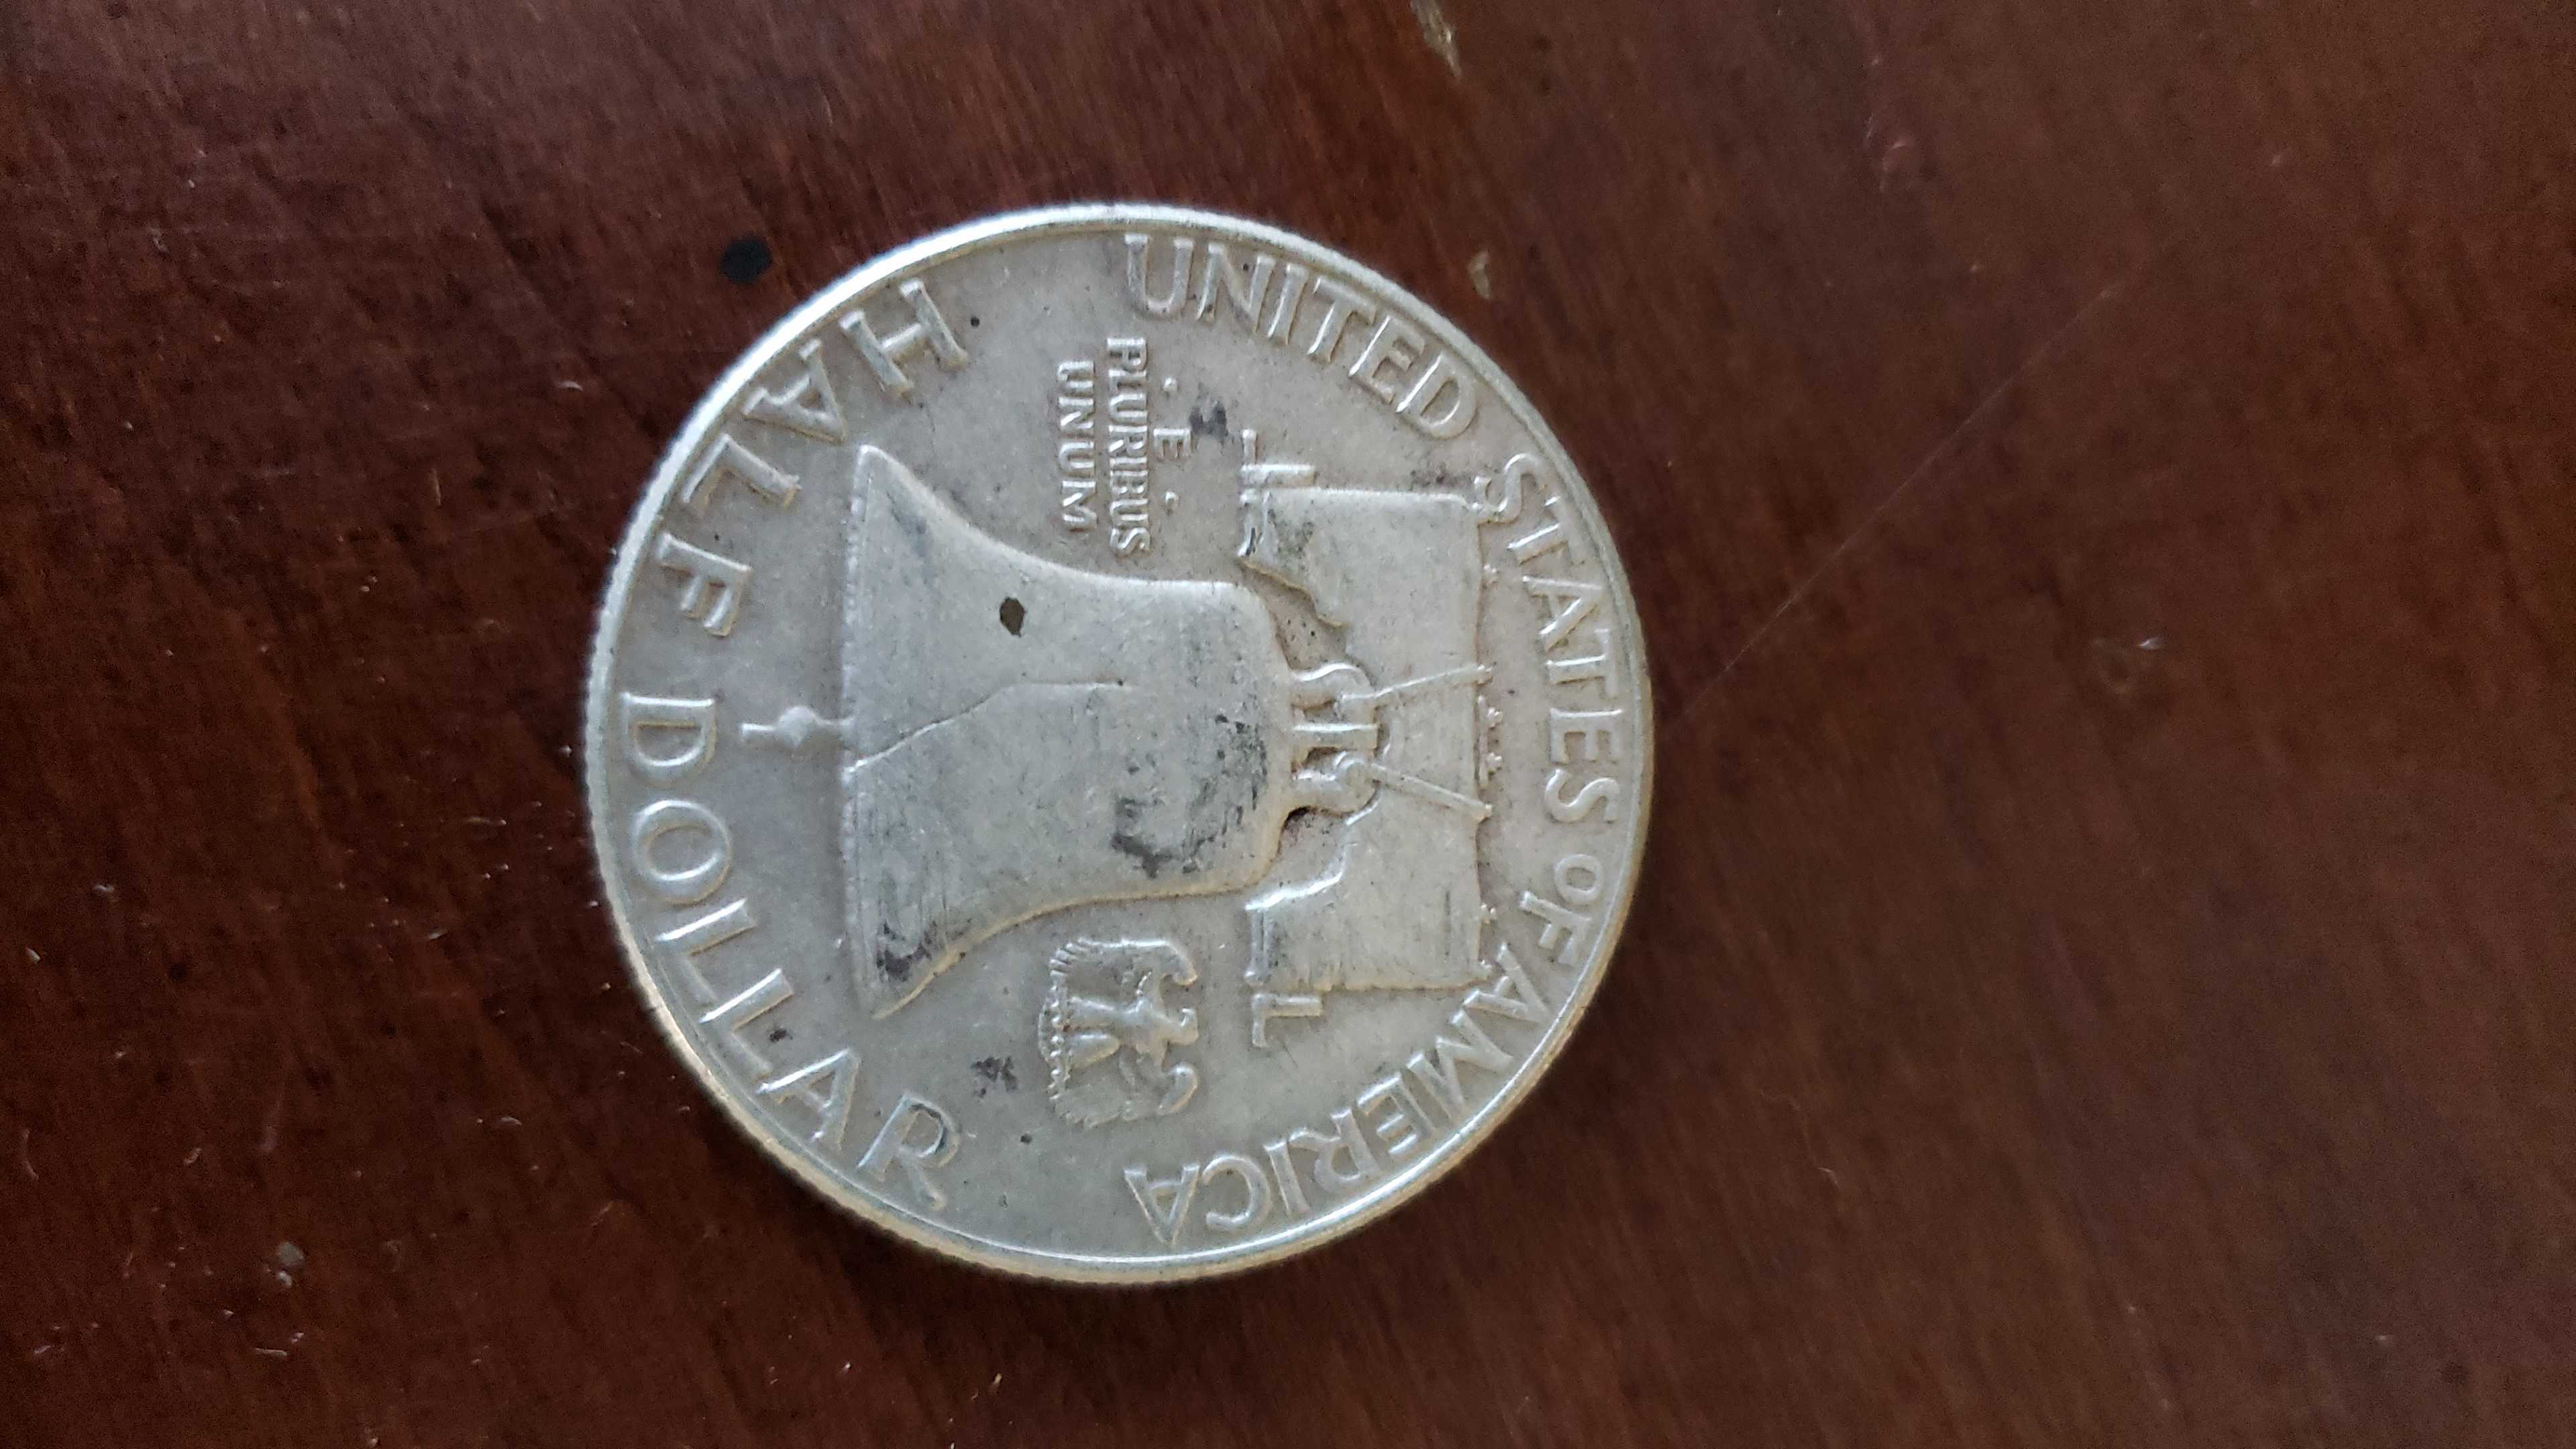 UNITED STATES OF AMERICA
· E ·
PLURIBUS
UNUM
HALF DOLLAR